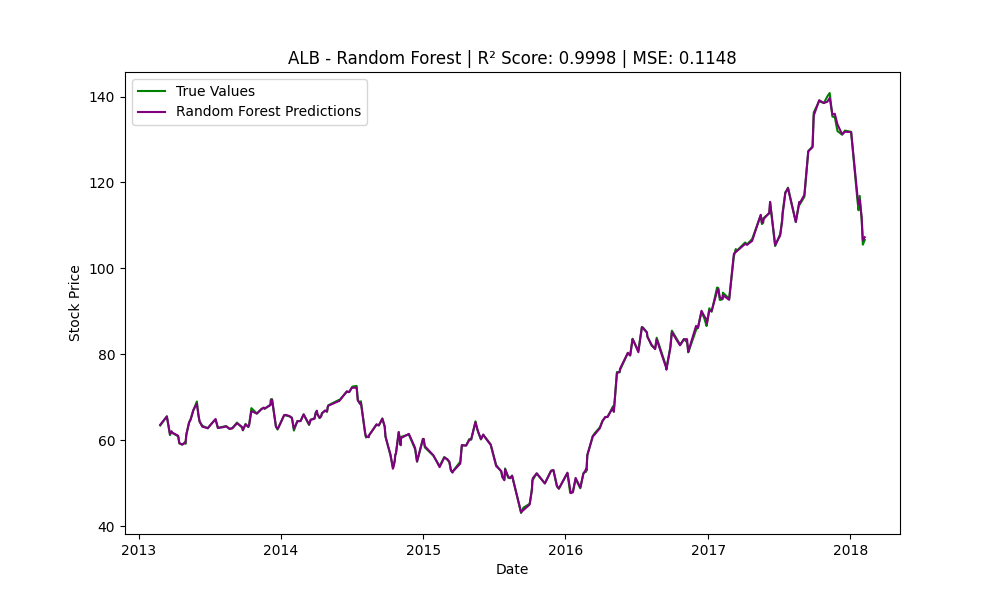 ALB - Random Forest | R² Score: 0.9998 | MSE: 0.1148
True Values
Random Forest Predictions
Stock Price
140
120
100
80
60
40
2013 2014 2015 2016 2017 2018
Date